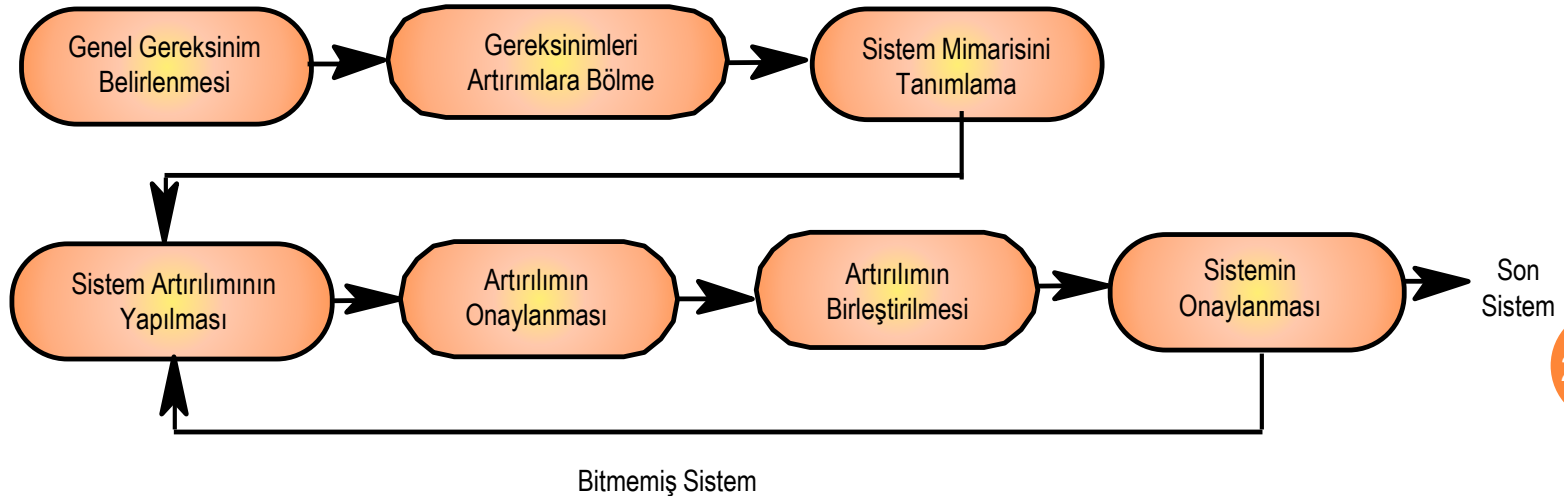 Genel Gereksinim
Belirlenmesi
Gereksinimleri
Artırımlara Bölme
Sistem Mimarisini
Tanımlama
Sistem Artırılımının
Yapılması
Artırılımın
Onaylanması
Artırılımın
Birleştirilmesi
Sistemin
Onaylanması
Son
Sistem
Bitmemiş Sistem